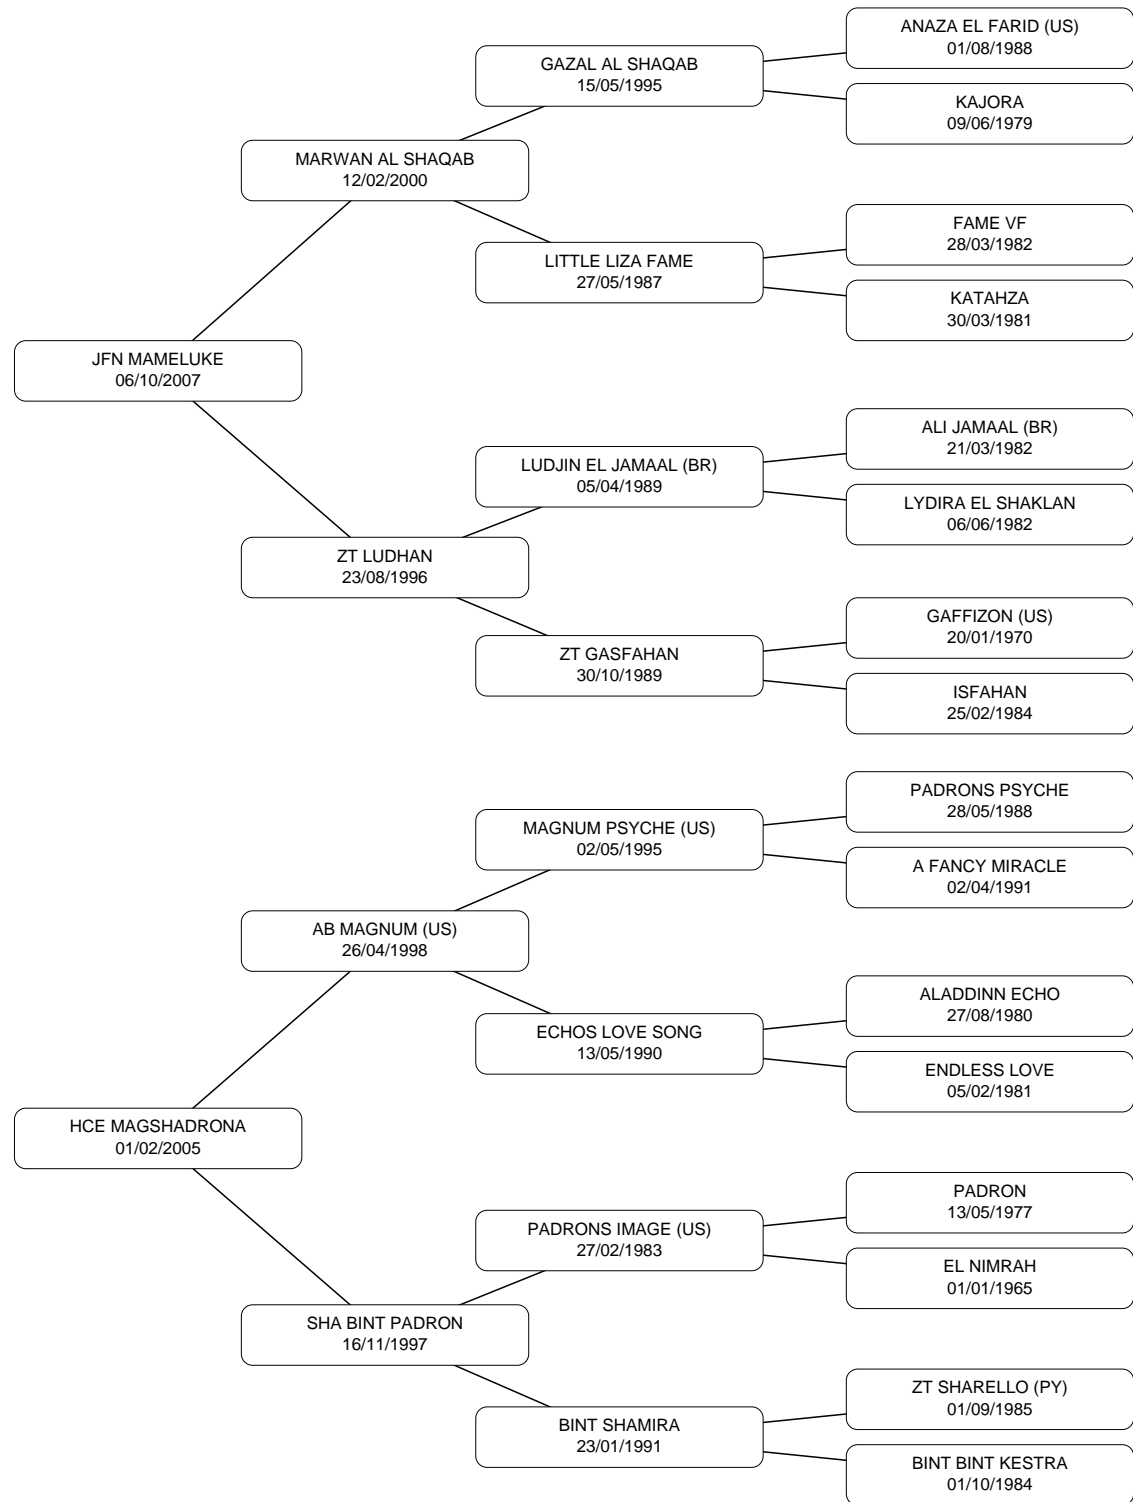 ANAZA EL FARID (US)
01/08/1988
GAZAL AL SHAQAB
15/05/1995
KAJORA
09/06/1979
MARWAN AL SHAQAB
12/02/2000
FAME VF
28/03/1982
LITTLE LIZA FAME
27/05/1987
KATAHZA
30/03/1981
JFN MAMELUKE
06/10/2007
ALI JAMAAL (BR)
21/03/1982
LUDJIN EL JAMAAL (BR)
05/04/1989
LYDIRA EL SHAKLAN
06/06/1982
ZT LUDHAN
23/08/1996
GAFFIZON (US)
20/01/1970
ZT GASFAHAN
30/10/1989
ISFAHAN
25/02/1984
PADRONS PSYCHE
28/05/1988
MAGNUM PSYCHE (US)
02/05/1995
A FANCY MIRACLE
02/04/1991
AB MAGNUM (US)
26/04/1998
ALADDINN ECHO
27/08/1980
ECHOS LOVE SONG
13/05/1990
ENDLESS LOVE
05/02/1981
HCE MAGSHADRONA
01/02/2005
PADRON
13/05/1977
PADRONS IMAGE (US)
27/02/1983
EL NIMRAH
01/01/1965
SHA BINT PADRON
16/11/1997
ZT SHARELLO (PY)
01/09/1985
BINT SHAMIRA
23/01/1991
BINT BINT KESTRA
01/10/1984